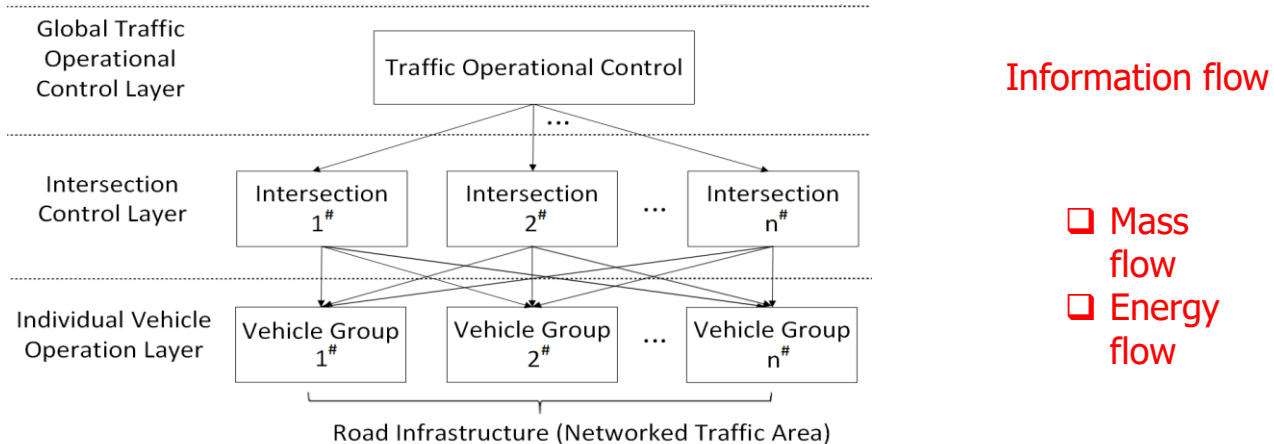 Global Traffic
Operational
Control Layer
Traffic Operational Control
...
Information flow
Intersection
Control Layer
Intersection
1#
Intersection
2#
...
Intersection
n#
❑ Mass
flow
❑ Energy
flow
Individual Vehicle
Operation Layer
Vehicle Group
1#
Vehicle Group
2#
...
Vehicle Group
n#
Road Infrastructure (Networked Traffic Area)